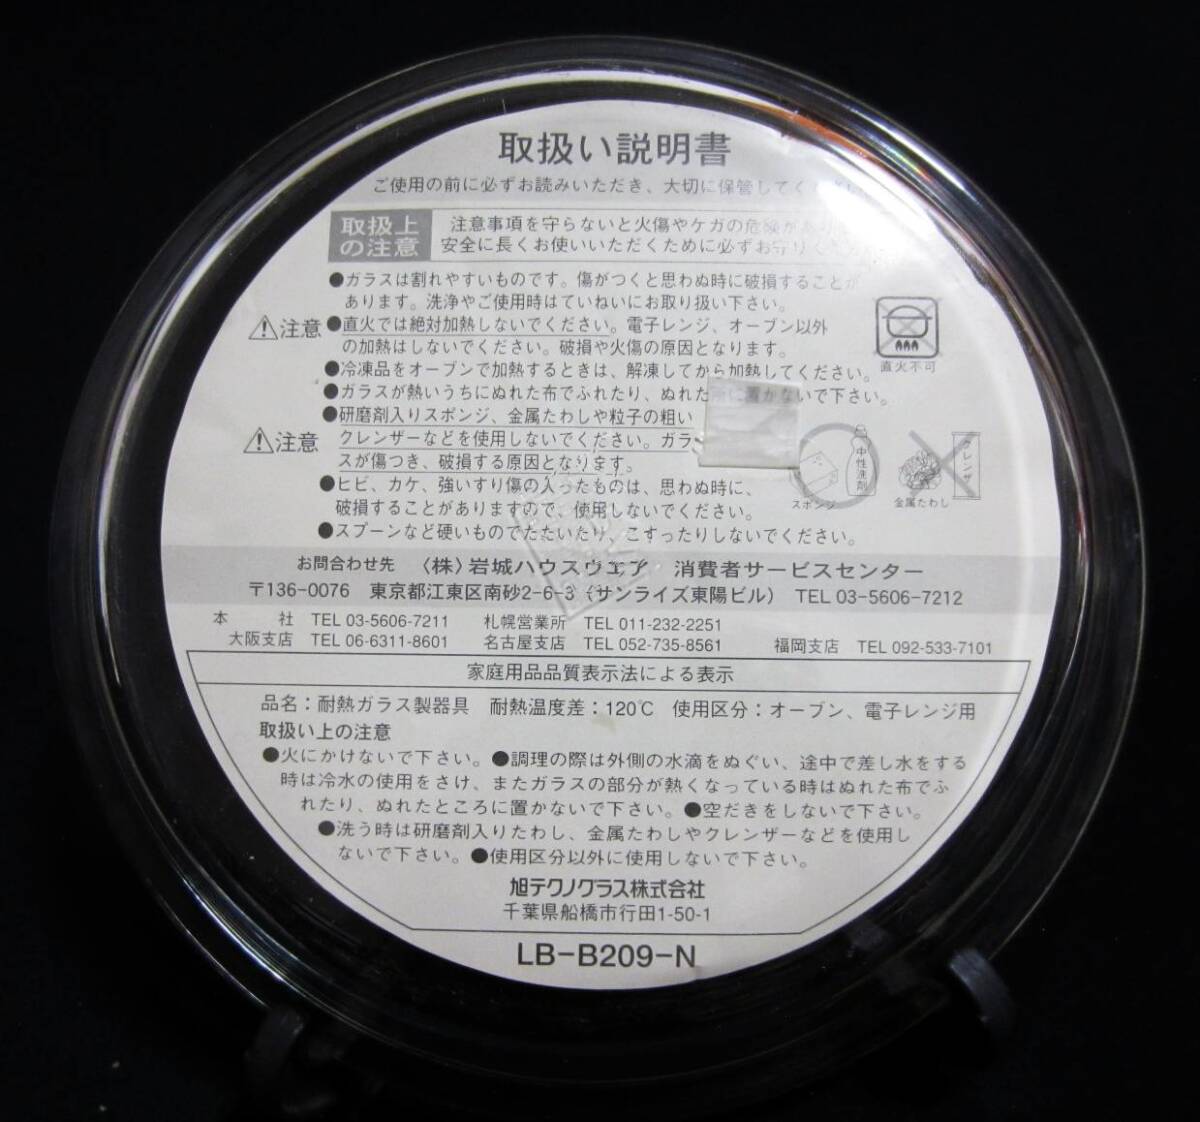 取扱い説明書
ご使用の前に必ずお読みいただき、大切に保管してください
取扱上
の注意
注意事項を守らないと火傷やケガの危険があり
安全に長くお使いいただくために必ずお守りください
●ガラスは割れやすいものです。傷がつくと思わぬ時に破損することが
あります。洗浄やご使用時はていねいにお取り扱い下さい。
⚠注意
●直火では絶対加熱しないでください。電子レンジ、オーブン以外
の加熱はしないでください。破損や火傷の原因となります。
直火不可
●冷凍品をオーブンで加熱するときは、解凍してから加熱してください。
●ガラスが熱いうちにぬれた布でふれたり、ぬれた所に置かないで下さい。
●研磨剤入りスポンジ、金属たわしや粒子の粗い
⚠注意
クレンザーなどを使用しないでください。ガラ
スが傷つき、破損する原因となります。
中性洗剤
スポンジ
クレンザー
金属たわし
●ヒビ、カケ、強いすり傷の入ったものは、思わぬ時に、
破損することがありますので、使用しないでください。
●スプーンなど硬いものでたたいたり、こすったりしないでください。
お問合わせ先 〈株〉岩城ハウスウエア 消費者サービスセンター
〒136-0076 東京都江東区南砂2-6-3（サンライズ東陽ビル） TEL 03-5606-7212
本 社 TEL 03-5606-7211 札幌営業所 TEL 011-232-2251
大阪支店 TEL 06-6311-8601 名古屋支店 TEL 052-735-8561 福岡支店 TEL 092-533-7101
家庭用品品質表示法による表示
品名：耐熱ガラス製器具 耐熱温度差：120℃ 使用区分：オーブン、電子レンジ用
取扱い上の注意
●火にかけないで下さい。●調理の際は外側の水滴をぬぐい、途中で差し水をする
時は冷水の使用をさけ、またガラスの部分が熱くなっている時はぬれた布でふ
れたり、ぬれたところに置かないで下さい。●空だきをしないで下さい。
●洗う時は研磨剤入りたわし、金属たわしやクレンザーなどを使用し
ないで下さい。●使用区分以外に使用しないで下さい。
旭テクノグラス株式会社
千葉県船橋市行田1-50-1
LB-B209-N